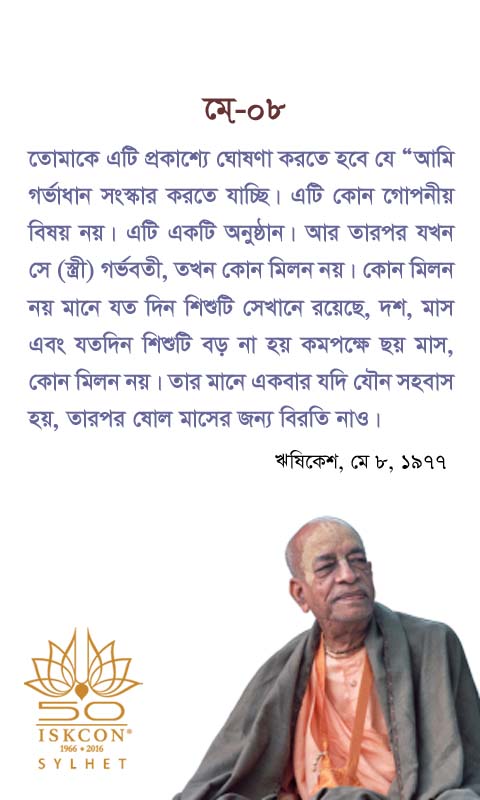 মে-০৮
তোমাকে এটি প্রকাশ্যে ঘোষণা করতে হবে যে “আমি
গর্ভাধান সংস্কার করতে যাচ্ছি। এটি কোন গোপনীয়
বিষয় নয়। এটি একটি অনুষ্ঠান। আর তারপর যখন
সে (স্ত্রী) গর্ভবতী, তখন কোন মিলন নয়। কোন মিলন
নয় মানে যত দিন শিশুটি সেখানে রয়েছে, দশ, মাস
এবং যতদিন শিশুটি বড় না হয় কমপক্ষে ছয় মাস,
কোন মিলন নয়। তার মানে একবার যদি যৌন সহবাস
হয়, তারপর ষোল মাসের জন্য বিরতি নাও।
ঋষিকেশ, মে ৮, ১৯৭৭
50
ISKCON®
1966 • 2016
SYLHET